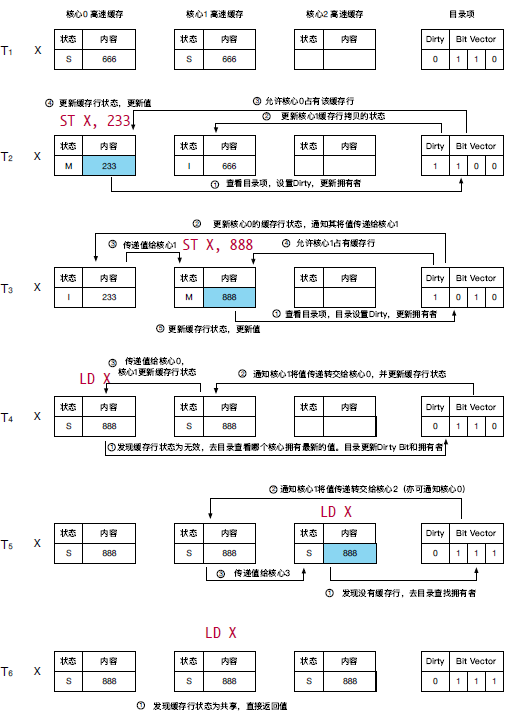 核心0 高速缓存 核心1 高速缓存 核心2 高速缓存 目录项
状态 内容 状态 内容 状态 内容 Dirty Bit Vector
T1 X S 666 S 666 0 1 1 0
④ 更新缓存行状态，更新值 ③ 允许核心0占有该缓存行
ST X, 233 ② 更新核心1缓存行拷贝的状态
状态 内容 状态 内容 状态 内容 Dirty Bit Vector
T2 X M 233 I 666 1 1 0 0
① 查看目录项，设置Dirty，更新拥有者
② 更新核心0的缓存行状态，通知其将值传递给核心1
③ 传递值给核心1 ST X, 888 ④ 允许核心1占有缓存行
状态 内容 状态 内容 状态 内容 Dirty Bit Vector
T3 X I 233 M 888 1 0 1 0
① 查看目录项，目录设置Dirty，更新拥有者
⑤ 更新缓存行状态，更新值
③ 传递值给核心0，
核心1更新缓存行状态 ② 通知核心1将值传递转交给核心0，并更新缓存行状态
LD X
状态 内容 状态 内容 状态 内容 Dirty Bit Vector
T4 X S 888 S 888 0 1 1 0
①发现缓存行状态为无效，去目录查看哪个核心拥有最新的值。目录更新Dirty Bit和拥有者
② 通知核心1将值传递转交给核心2（亦可通知核心0）
LD X
状态 内容 状态 内容 状态 内容 Dirty Bit Vector
T5 X S 888 S 888 S 888 0 1 1 1
③ 传递值给核心3
① 发现没有缓存行，去目录查找拥有者
LD X
状态 内容 状态 内容 状态 内容 Dirty Bit Vector
T6 X S 888 S 888 S 888 0 1 1 1
① 发现缓存行状态为共享，直接返回值